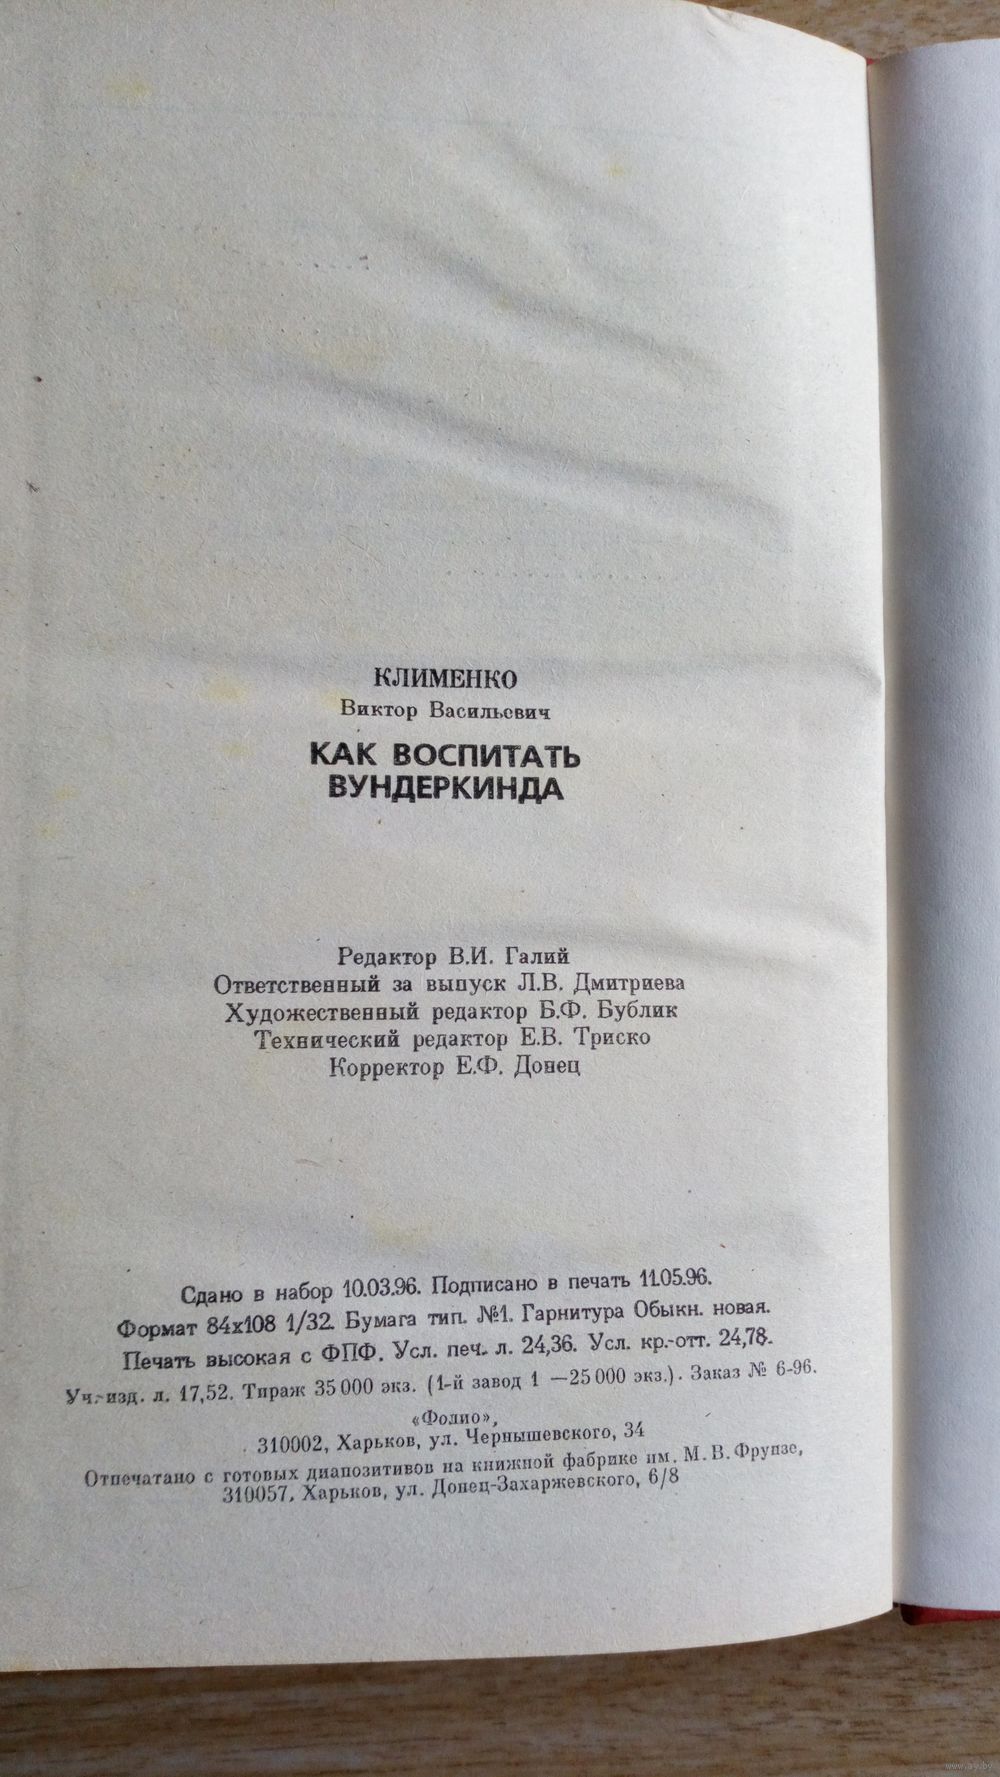 КЛИМЕНКО
Виктор Васильевич
КАК ВОСПИТАТЬ
ВУНДЕРКИНДА
Редактор В.И. Галий
Ответственный за выпуск Л.В. Дмитриева
Художественный редактор Б.Ф. Бублик
Технический редактор Е.В. Триско
Корректор Е.Ф. Донец
Сдано в набор 10.03.96. Подписано в печать 11.05.96.
Формат 84х108 1/32. Бумага тип. №1. Гарнитура Обыкн. новая.
Печать высокая с ФПФ. Усл. печ. л. 24,36. Усл. кр.-отт. 24,78.
Уч.-изд. л. 17,52. Тираж 35 000 экз. (1-й завод 1 —25 000 экз.). Заказ № 6-96.
«Фолио»,
310002, Харьков, ул. Чернышевского, 34
Отпечатано с готовых диапозитивов на книжной фабрике им. М. В. Фрунзе,
310057, Харьков, ул. Донец-Захаржевского, 6/8
www.ay.by